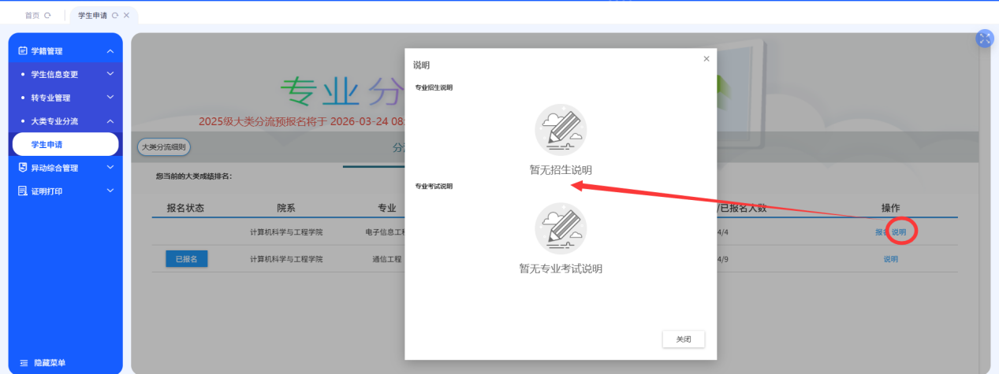 首页
学生申请
学籍管理
学生信息变更
转专业管理
大类专业分流
学生申请
异动综合管理
证明打印
隐藏菜单
专业分
2025级大类分流预报名将于 2026-03-24 08:
大类分流细则
分
您当前的大类成绩排名:
报名状态 院系 专业 /已报名人数 操作
计算机科学与工程学院 电子信息工 4/4 报名 说明
已报名 计算机科学与工程学院 通信工程 4/9 说明
说明
专业招生说明
暂无招生说明
专业考试说明
暂无专业考试说明
关闭